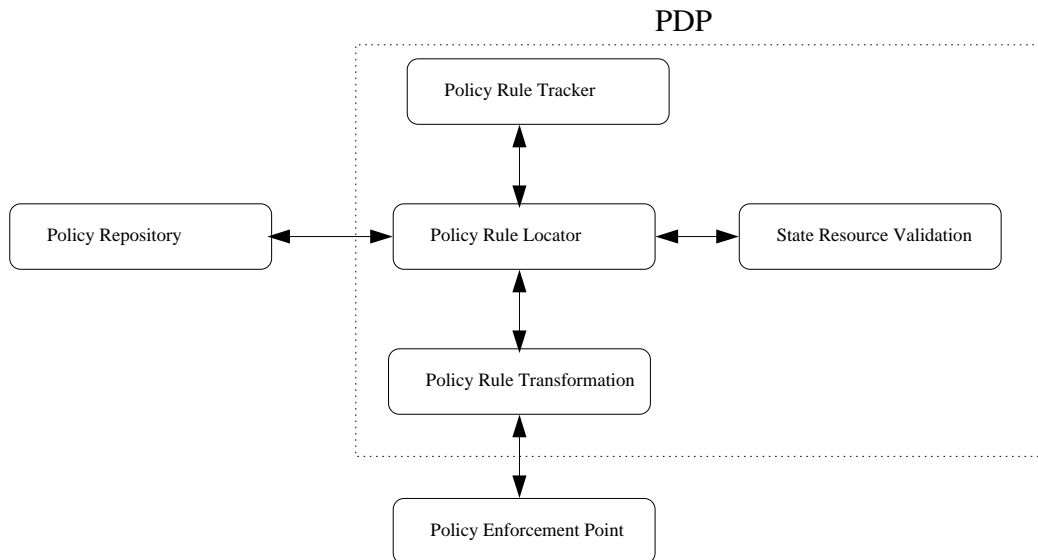 PDP
Policy Rule Tracker
Policy Repository
Policy Rule Locator
State Resource Validation
Policy Rule Transformation
Policy Enforcement Point